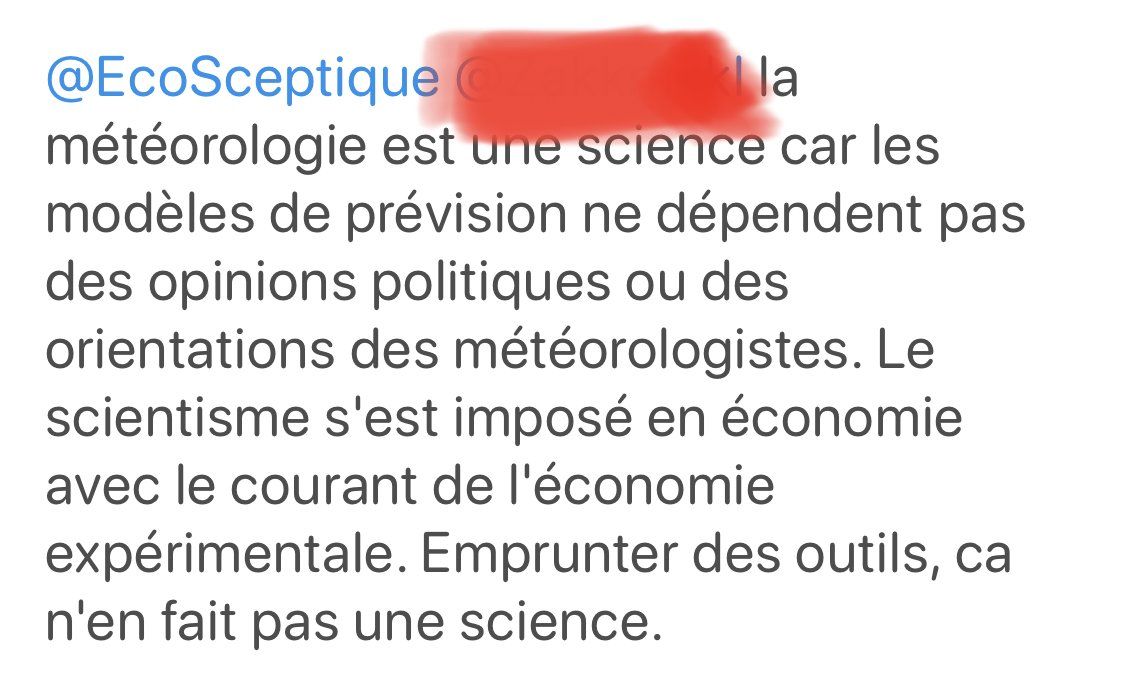 @EcoSceptique la
météorologie est une science car les
modèles de prévision ne dépendent pas
des opinions politiques ou des
orientations des météorologistes. Le
scientisme s'est imposé en économie
avec le courant de l'économie
expérimentale. Emprunter des outils, ca
n'en fait pas une science.